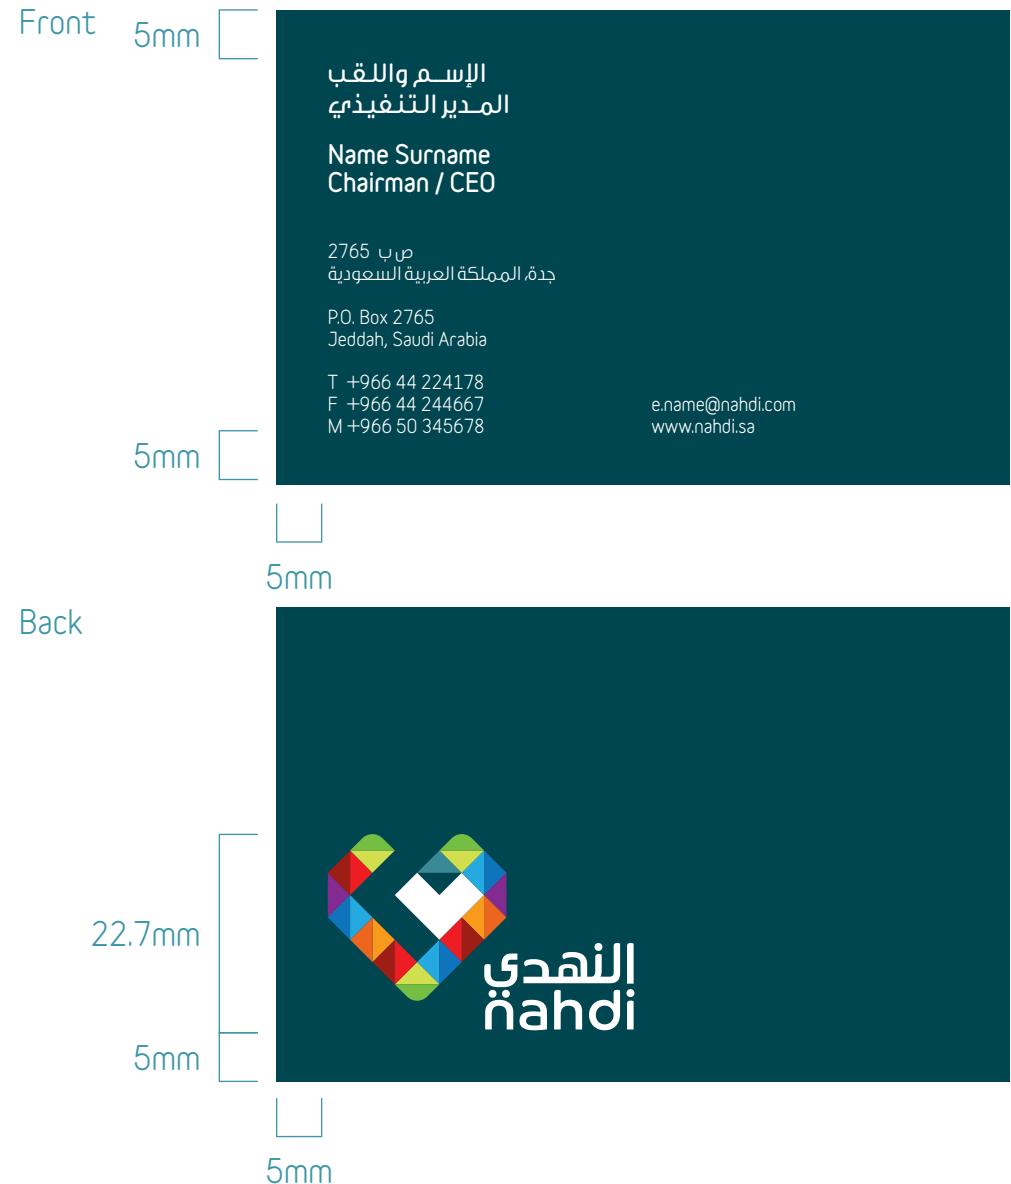 Front
5mm
الإسـم واللقب
المـدير التنفيذي
Name Surname
Chairman / CEO
ص ب 2765
جدة، المملكة العربية السعودية
P.O. Box 2765
Jeddah, Saudi Arabia
T +966 44 224178
F +966 44 244667
M +966 50 345678
e.name@nahdi.com
www.nahdi.sa
5mm
5mm
Back
22.7mm
النهدي
nahdi
5mm
5mm